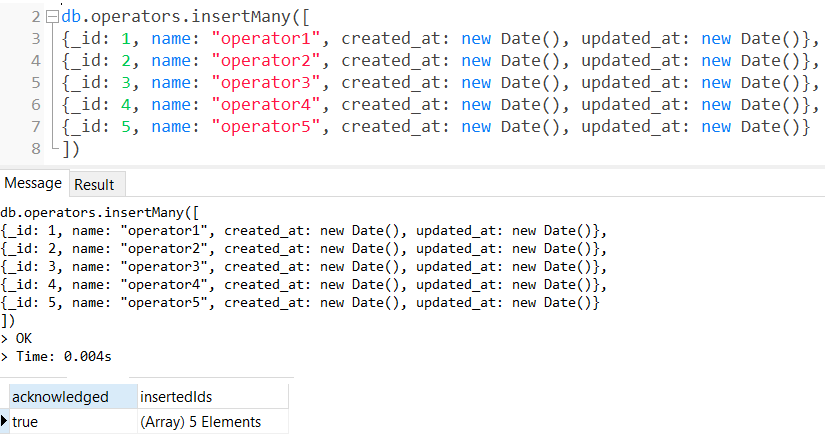 2 db.operators.insertMany([
3 {_id: 1, name: "operator1", created_at: new Date(), updated_at: new Date()},
4 {_id: 2, name: "operator2", created_at: new Date(), updated_at: new Date()},
5 {_id: 3, name: "operator3", created_at: new Date(), updated_at: new Date()},
6 {_id: 4, name: "operator4", created_at: new Date(), updated_at: new Date()},
7 {_id: 5, name: "operator5", created_at: new Date(), updated_at: new Date()}
8 ])
Message Result
db.operators.insertMany([
{_id: 1, name: "operator1", created_at: new Date(), updated_at: new Date()},
{_id: 2, name: "operator2", created_at: new Date(), updated_at: new Date()},
{_id: 3, name: "operator3", created_at: new Date(), updated_at: new Date()},
{_id: 4, name: "operator4", created_at: new Date(), updated_at: new Date()},
{_id: 5, name: "operator5", created_at: new Date(), updated_at: new Date()}
])
> OK
> Time: 0.004s
acknowledged insertedIds
true (Array) 5 Elements